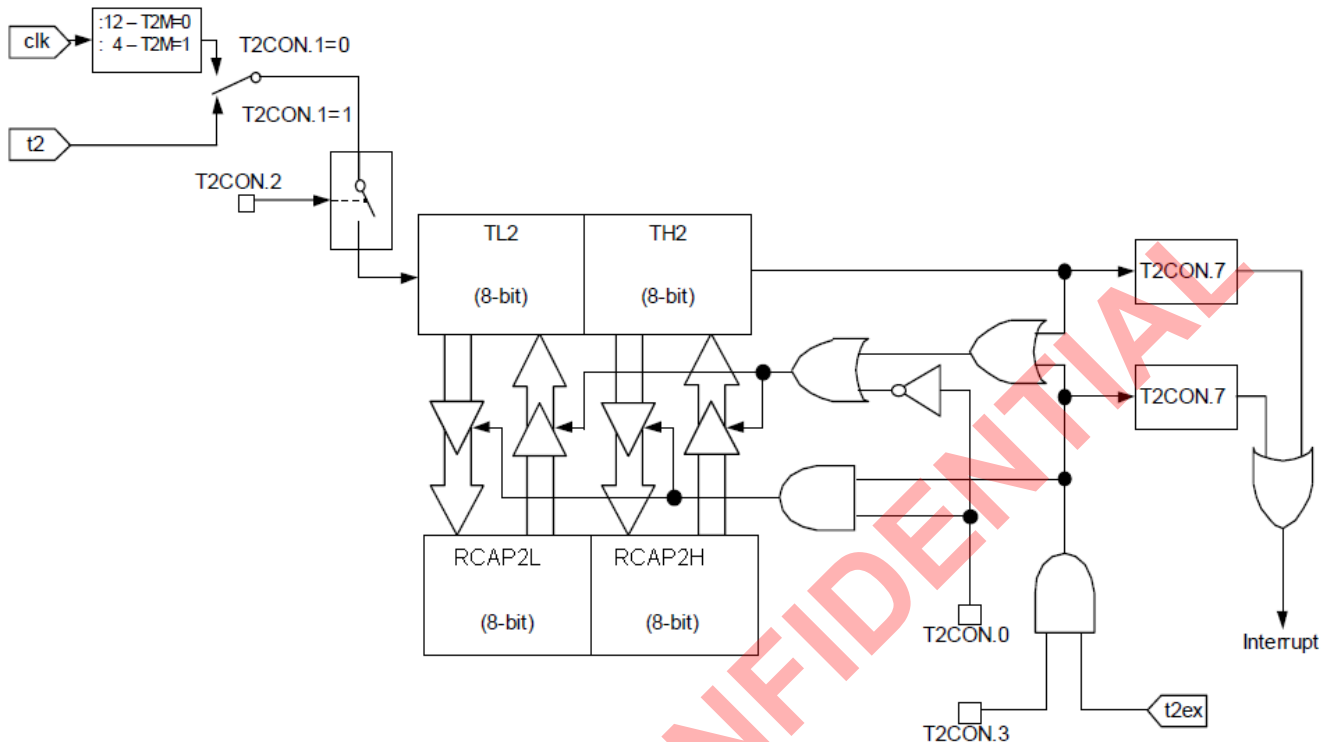 clk
:12 – T2M=0
: 4 – T2M=1
T2CON.1=0
T2CON.1=1
t2
T2CON.2
TL2
TH2
(8-bit)
(8-bit)
T2CON.7
T2CON.7
RCAP2L
RCAP2H
(8-bit)
(8-bit)
T2CON.0
Interrupt
T2CON.3
t2ex
NFIDENTIAL